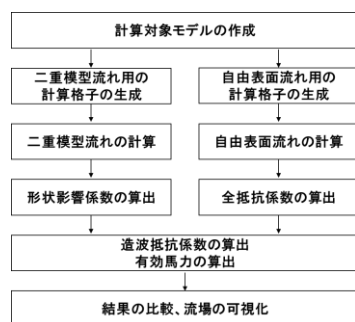 計算対象モデルの作成
二重模型流れ用の
計算格子の生成
自由表面流れ用の
計算格子の生成
二重模型流れの計算
自由表面流れの計算
形状影響係数の算出
全抵抗係数の算出
造波抵抗係数の算出
有効馬力の算出
結果の比較、流場の可視化